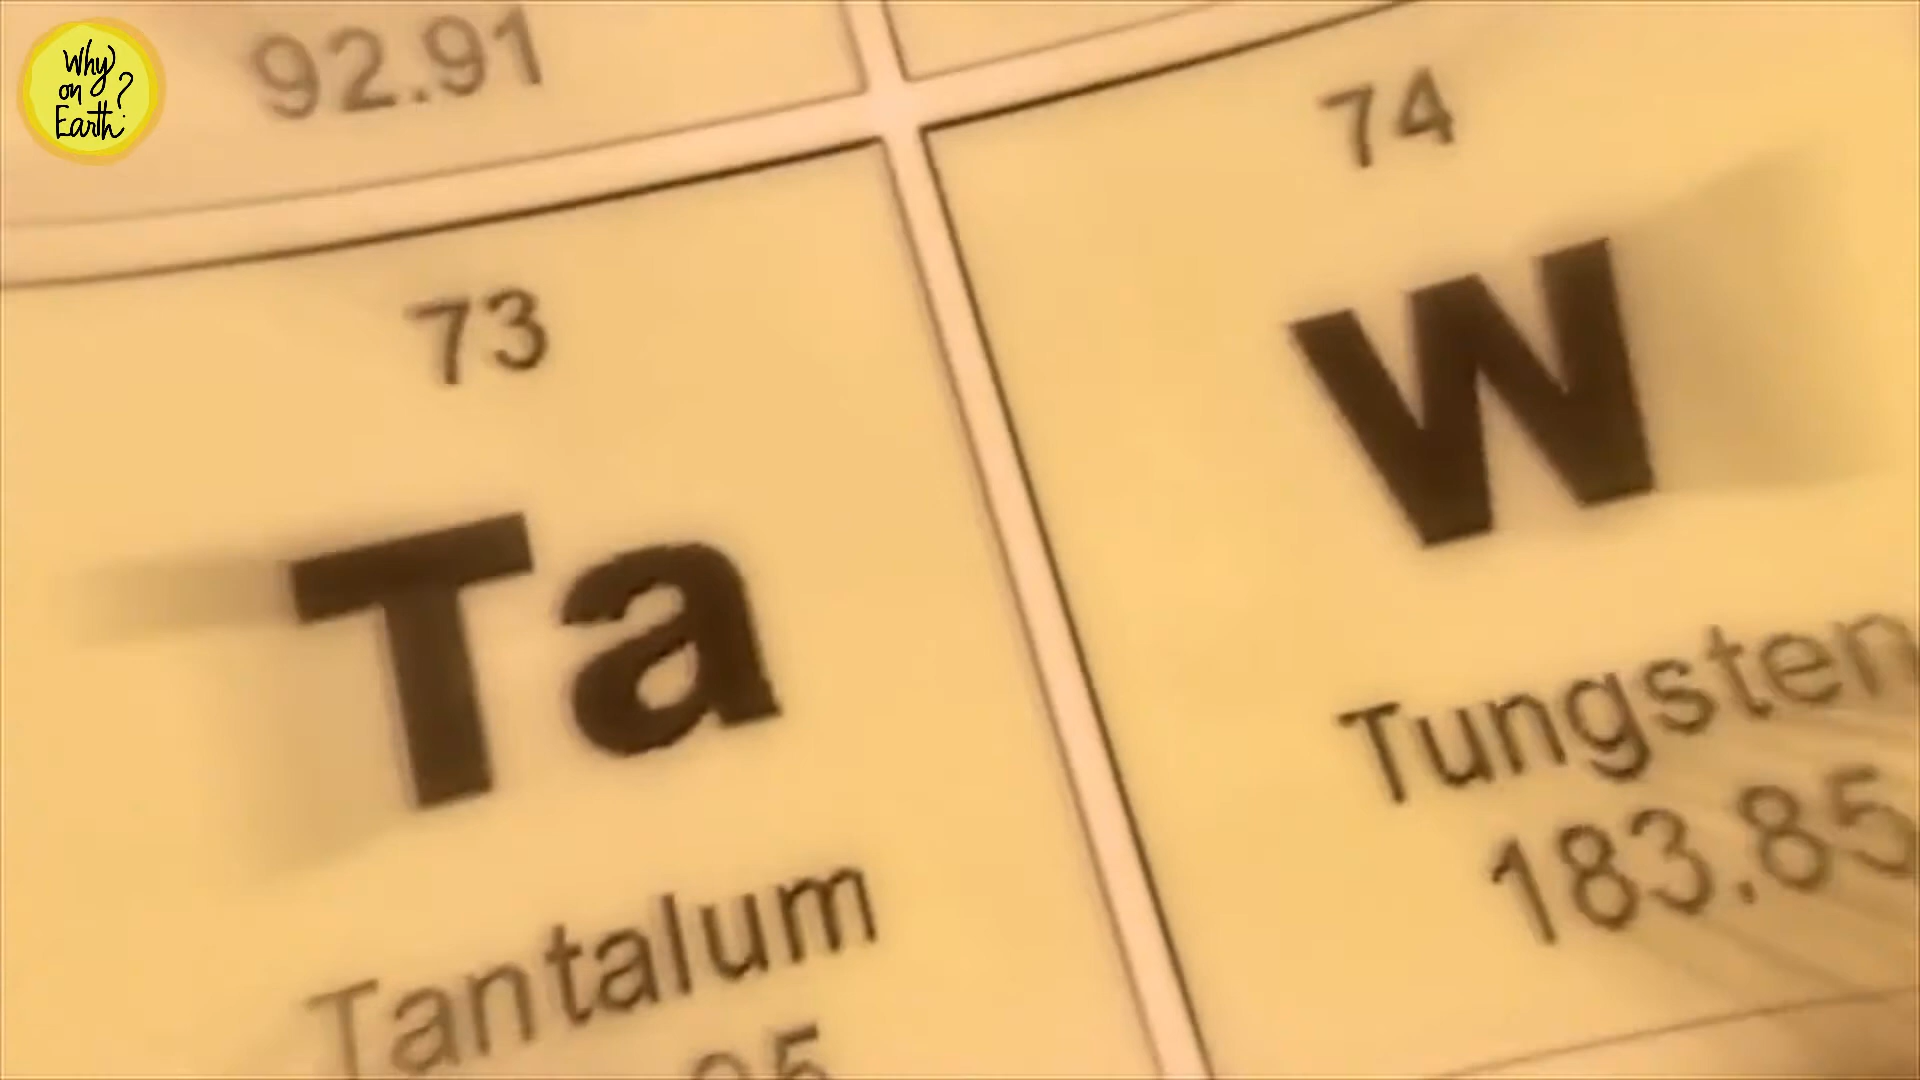 Why
on
Earth?
92.91
73
Ta
Tantalum
74
W
Tungsten
183.85